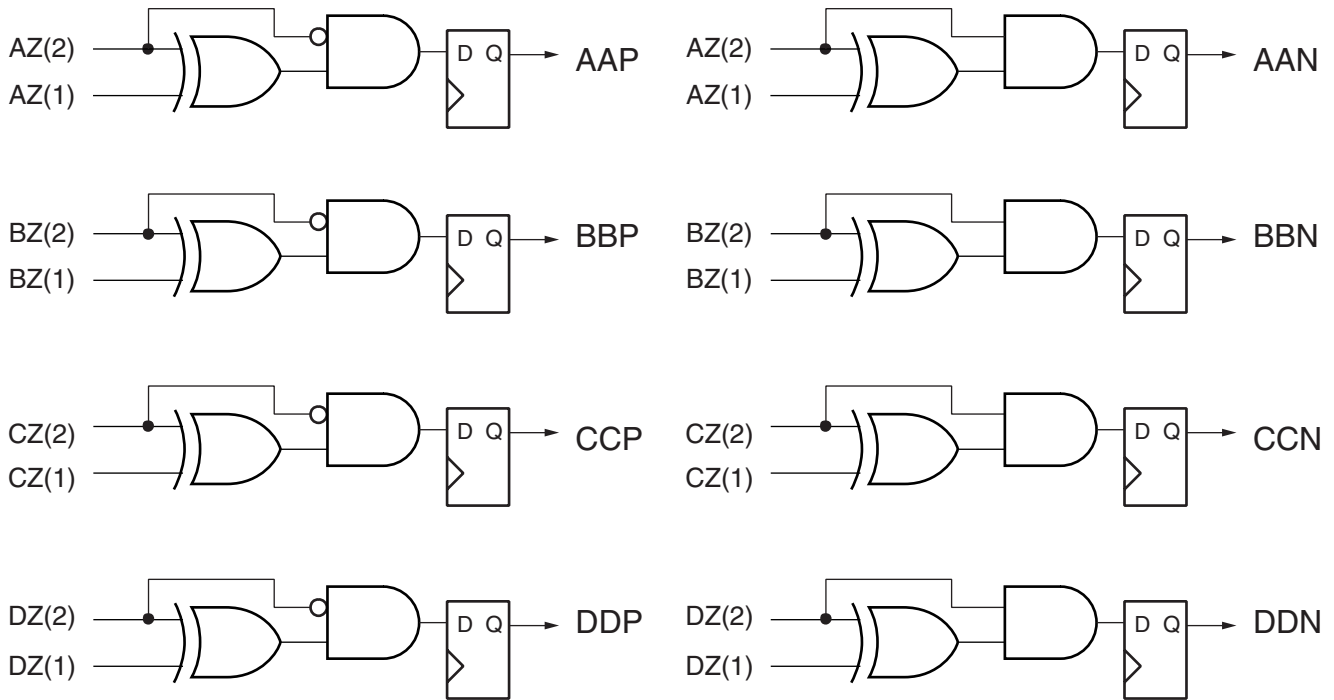 AZ(2)
AZ(1)
D Q
AAP
AZ(2)
AZ(1)
D Q
AAN
BZ(2)
BZ(1)
D Q
BBP
BZ(2)
BZ(1)
D Q
BBN
CZ(2)
CZ(1)
D Q
CCP
CZ(2)
CZ(1)
D Q
CCN
DZ(2)
DZ(1)
D Q
DDP
DZ(2)
DZ(1)
D Q
DDN